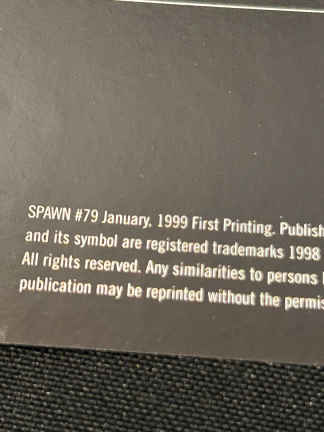 SPAWN #79 January, 1999 First Printing. Publish
and its symbol are registered trademarks 1998
All rights reserved. Any similarities to persons
publication may be reprinted without the permis